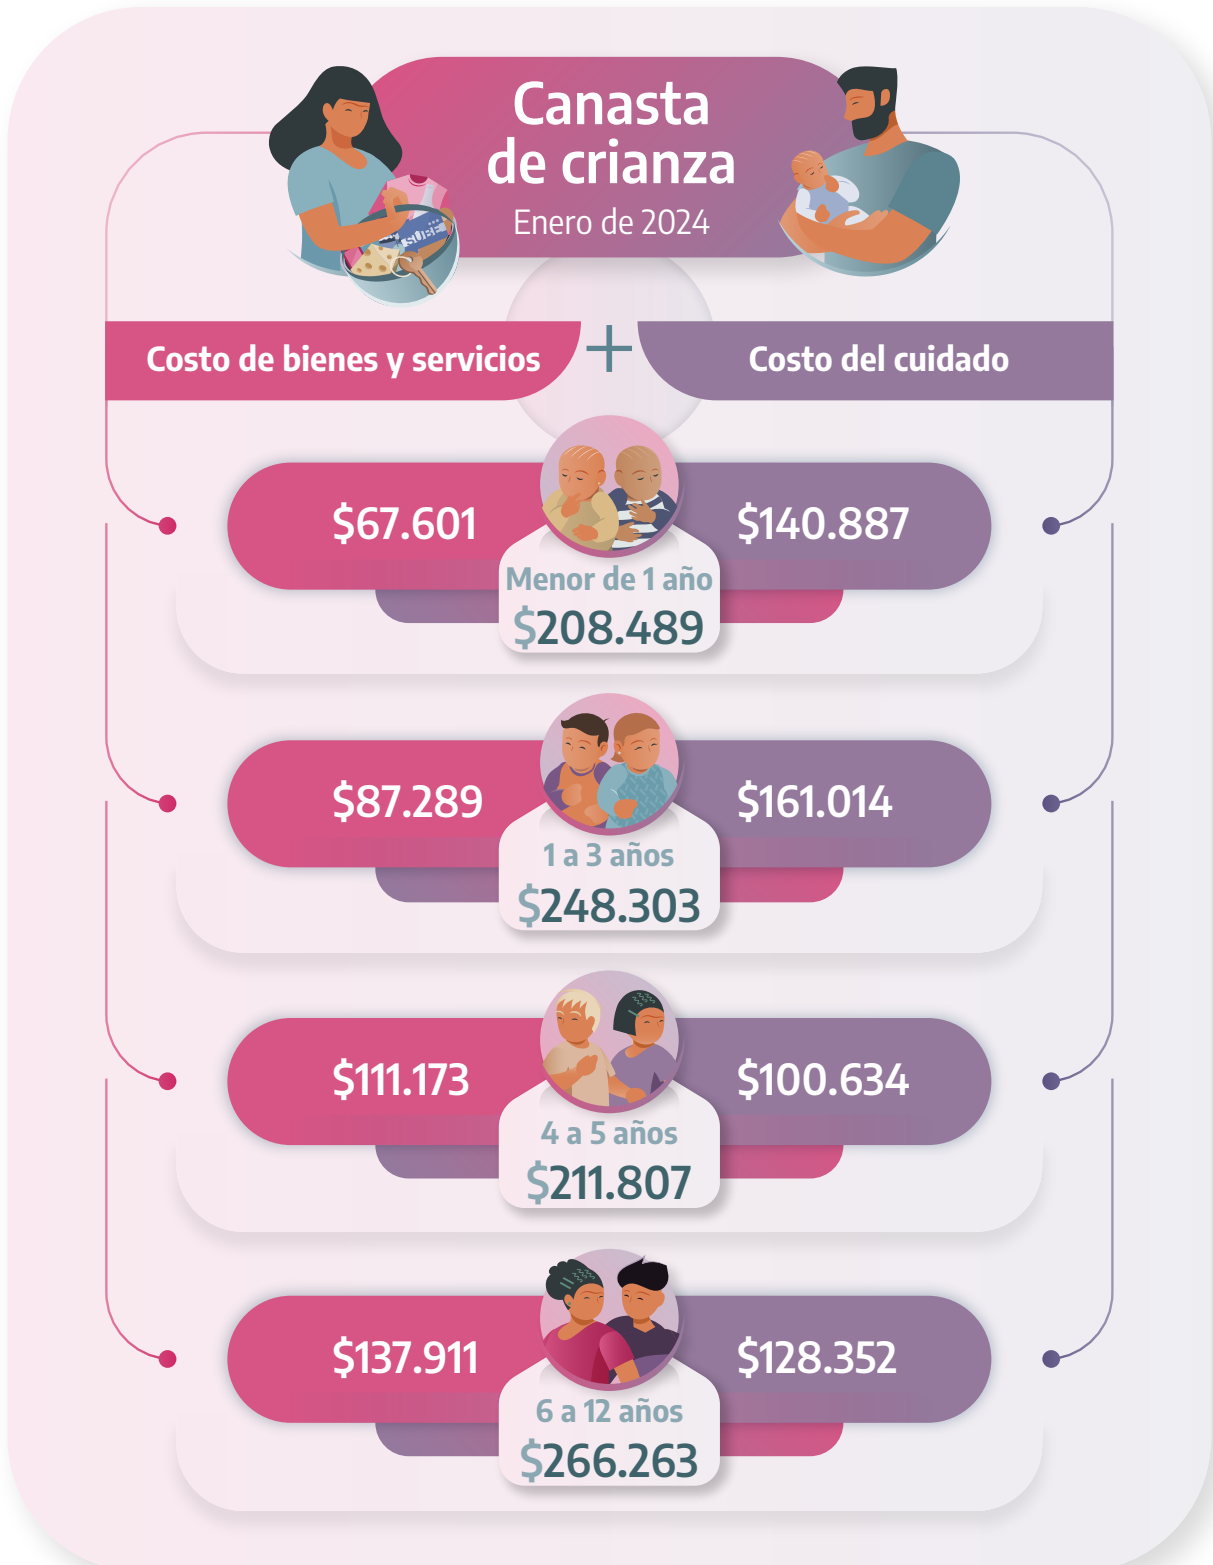 Canasta
de crianza
Enero de 2024
SUBE
Costo de bienes y servicios + Costo del cuidado
$67.601 $140.887
Menor de 1 año
$208.489
$87.289 $161.014
1 a 3 años
$248.303
$111.173 $100.634
4 a 5 años
$211.807
$137.911 $128.352
6 a 12 años
$266.263